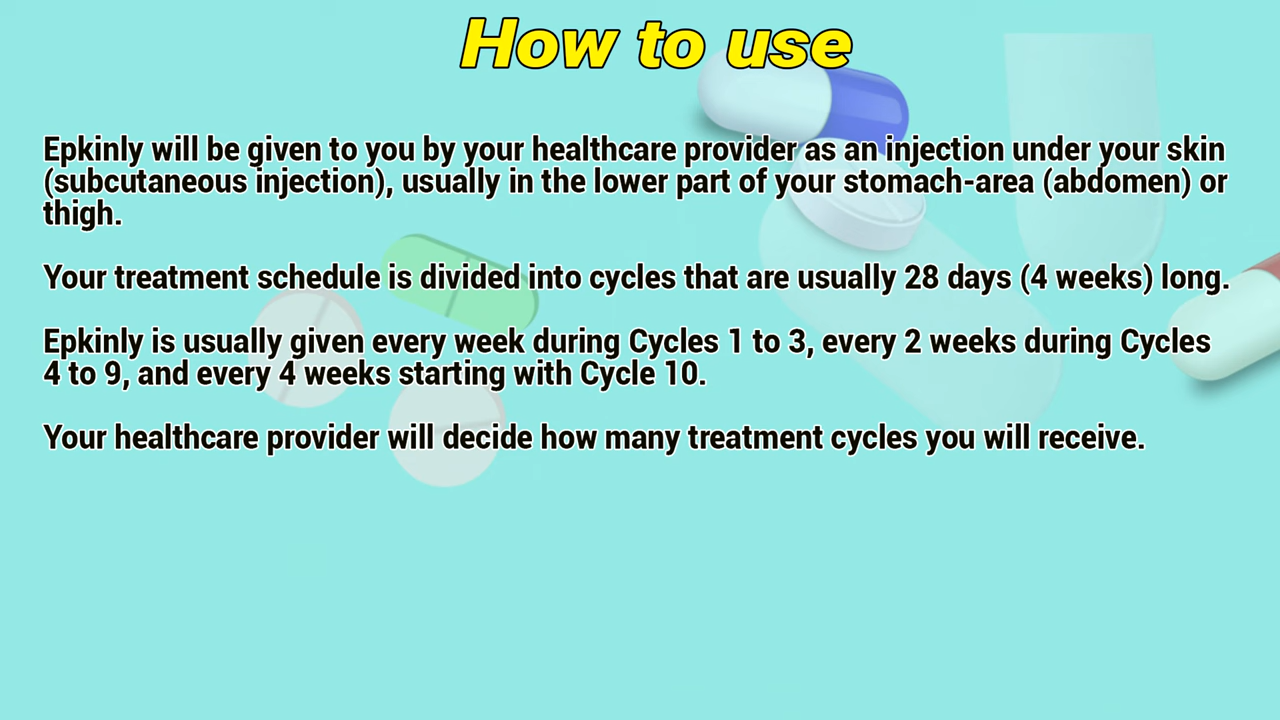 How to use
Epkinly will be given to you by your healthcare provider as an injection under your skin
(subcutaneous injection), usually in the lower part of your stomach-area (abdomen) or
thigh.
Your treatment schedule is divided into cycles that are usually 28 days (4 weeks) long.
Epkinly is usually given every week during Cycles 1 to 3, every 2 weeks during Cycles
4 to 9, and every 4 weeks starting with Cycle 10.
Your healthcare provider will decide how many treatment cycles you will receive.